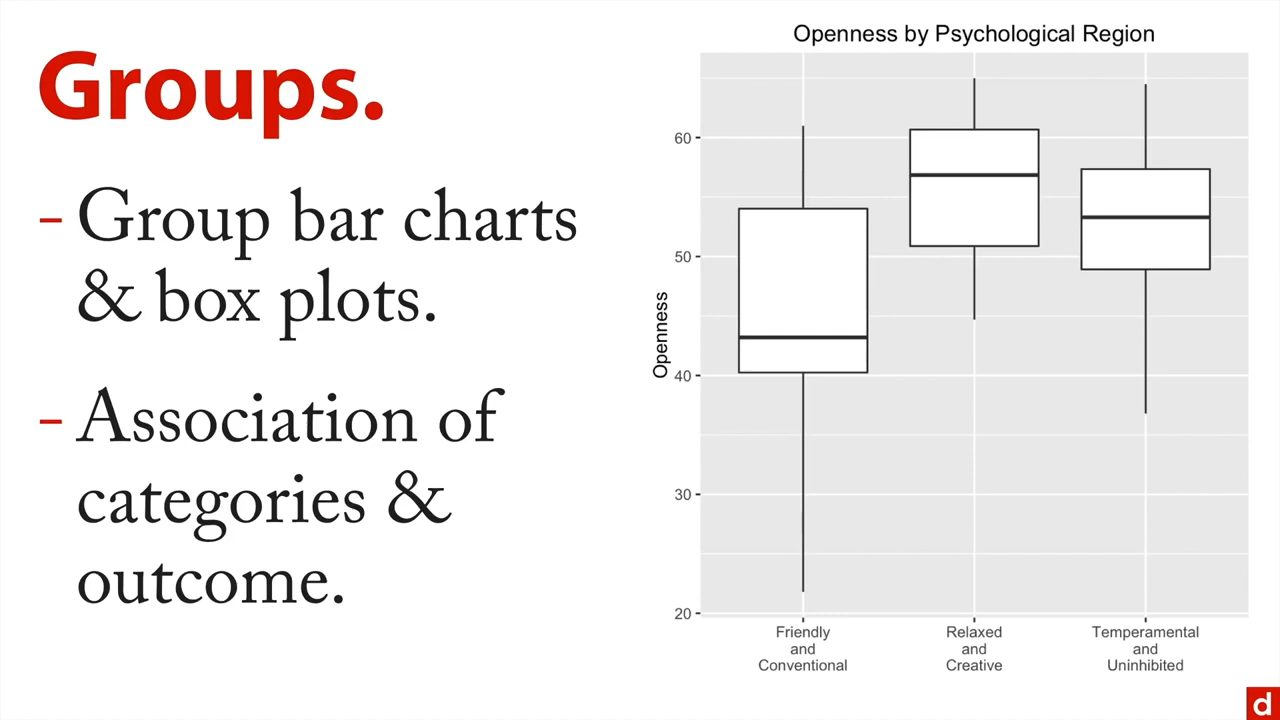 Groups.
- Group bar charts
& box plots.
- Association of
categories &
outcome.
Openness by Psychological Region
Openness
60
50
40
30
20
Friendly
and
Conventional
Relaxed
and
Creative
Temperamental
and
Uninhibited
d